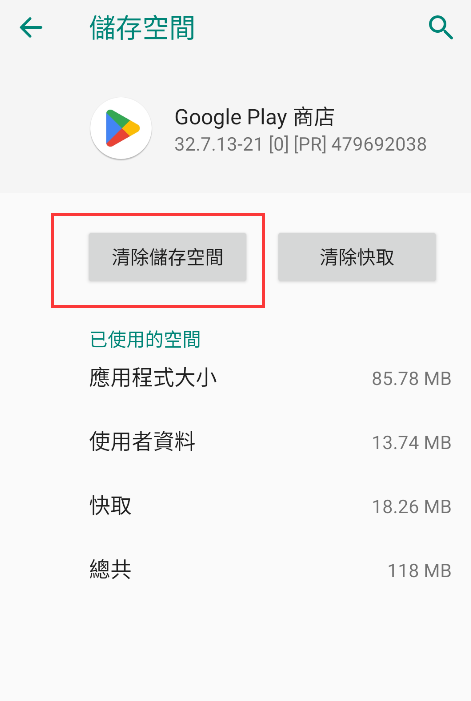 儲存空間
Google Play 商店
32.7.13-21 [0] [PR] 479692038
清除儲存空間 清除快取
已使用的空間
應用程式大小 85.78 MB
使用者資料 13.74 MB
快取 18.26 MB
總共 118 MB